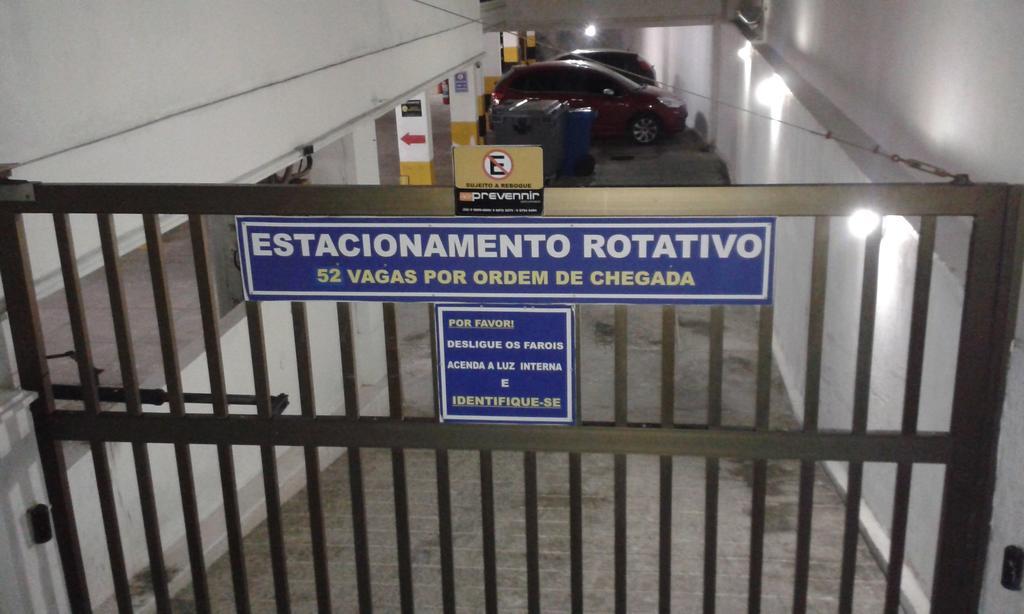 E
SUJEITO A REBOQUE
prevennir
ESTACIONAMENTO ROTATIVO
52 VAGAS POR ORDEM DE CHEGADA
POR FAVOR!
DESLIGUE OS FAROIS
ACENDA A LUZ INTERNA
E
IDENTIFIQUE-SE